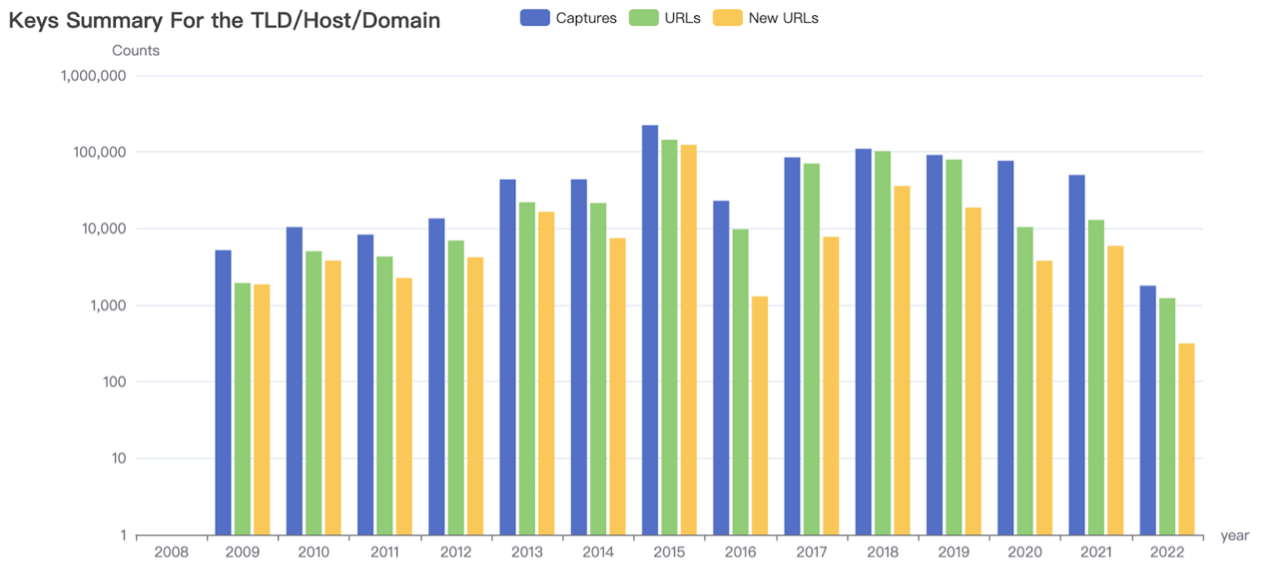 Keys Summary For the TLD/Host/Domain
Captures URLs New URLs
Counts
1,000,000
100,000
10,000
1,000
100
10
1
2008 2009 2010 2011 2012 2013 2014 2015 2016 2017 2018 2019 2020 2021 2022
year